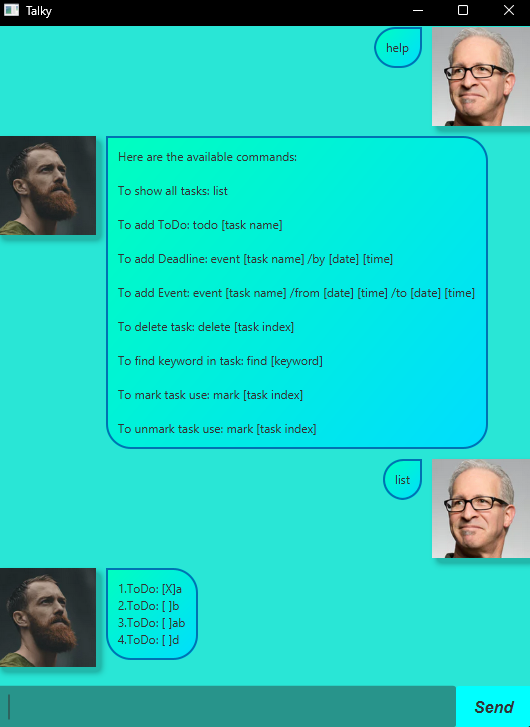 Talky
help
Here are the available commands:
To show all tasks: list
To add ToDo: todo [task name]
To add Deadline: event [task name] /by [date] [time]
To add Event: event [task name] /from [date] [time] /to [date] [time]
To delete task: delete [task index]
To find keyword in task: find [keyword]
To mark task use: mark [task index]
To unmark task use: mark [task index]
list
1.ToDo: [X]a
2.ToDo: [ ]b
3.ToDo: [ ]ab
4.ToDo: [ ]d
Send